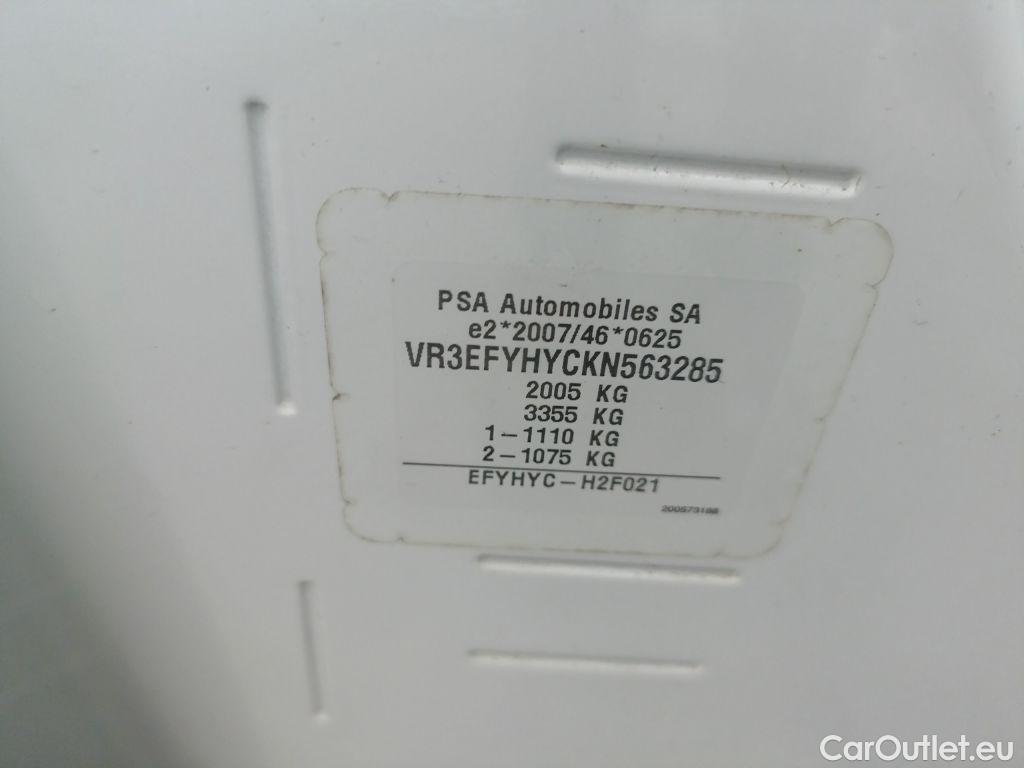 PSA Automobiles SA
e2*2007/46*0625
VR3EFYHYCKN563285
2005 KG
3355 KG
1-1110 KG
2-1075 KG
EFYHYC-H2F021
200573188
CarOutlet.eu